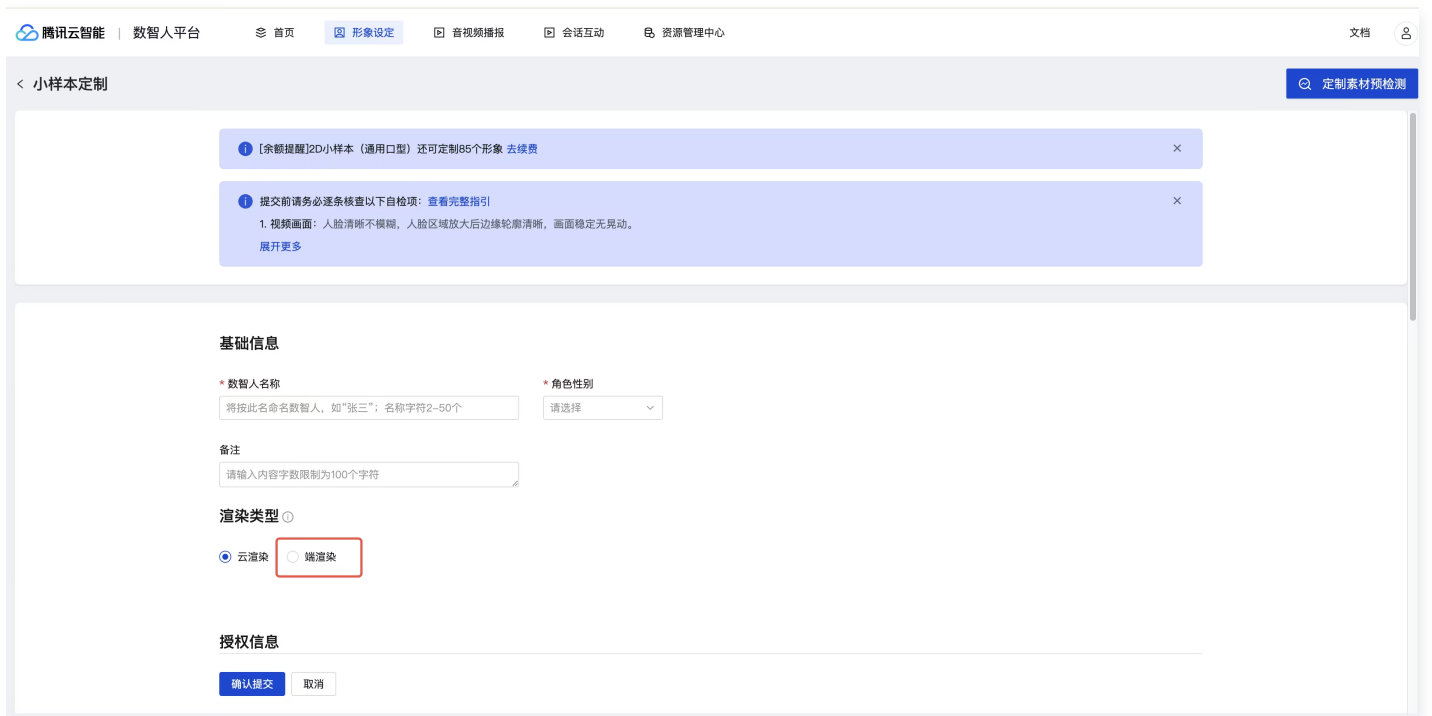 腾讯云智能 | 数智人平台 首页 形象设定 音视频播报 会话互动 资源管理中心 文档
< 小样本定制 定制素材预检测
[余额提醒]2D小样本（通用口型）还可定制85个形象 去续费
提交前请务必逐条核查以下自检项：查看完整指引
1. 视频画面：人脸清晰不模糊，人脸区域放大后边缘轮廓清晰，画面稳定无晃动。
展开更多
基础信息
* 数智人名称 * 角色性别
将按此名命名数智人，如“张三”；名称字符2-50个 请选择
备注
请输入内容字数限制为100个字符
渲染类型
云渲染 端渲染
授权信息
确认提交 取消